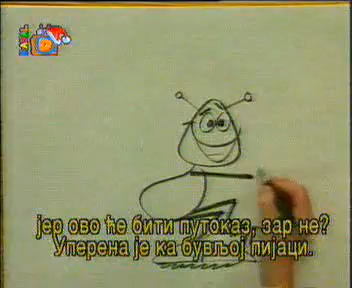 јер ово ће бити путоказ, зар не?
Уперена је ка бувљој пијаци.